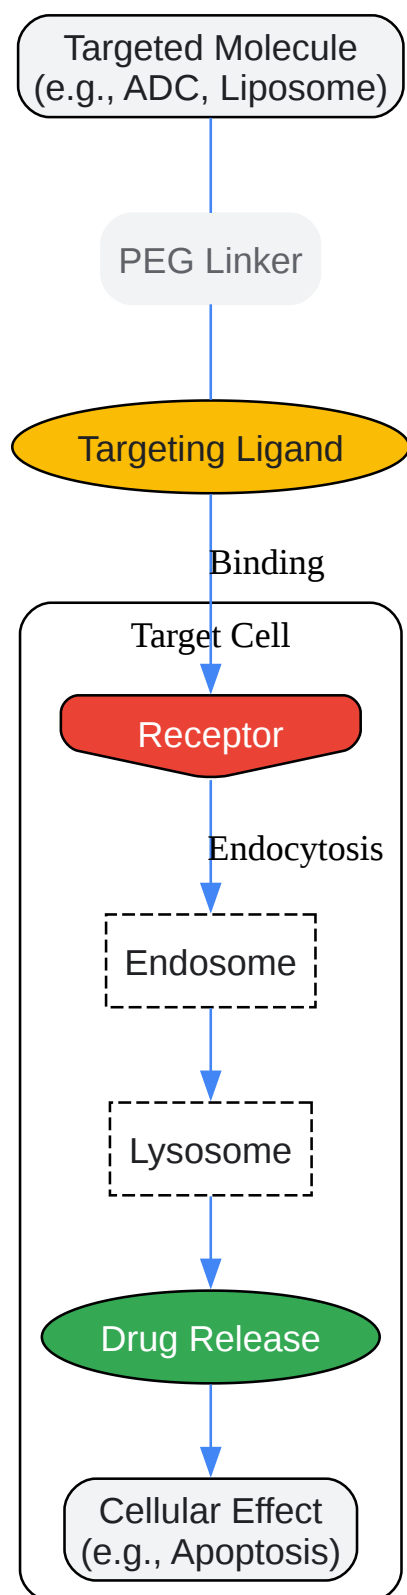 Targeted Molecule
(e.g., ADC, Liposome)
PEG Linker
Targeting Ligand
Binding
Target Cell
Receptor
Endocytosis
Endosome
Lysosome
Drug Release
Cellular Effect
(e.g., Apoptosis)